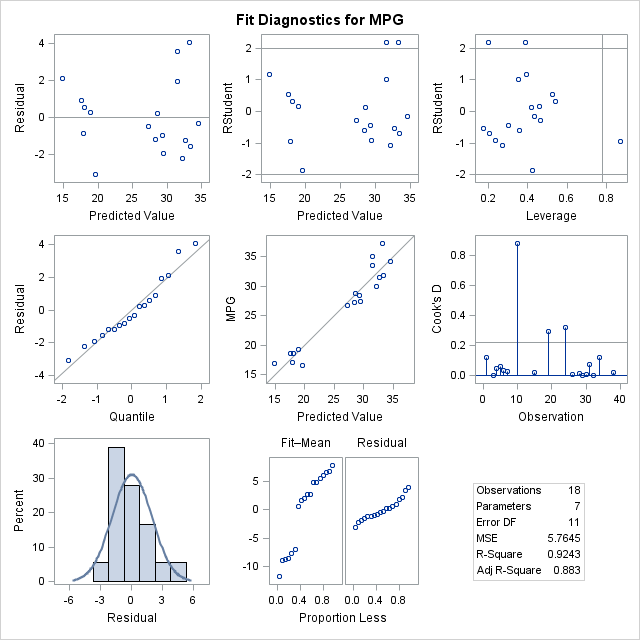 Fit Diagnostics for MPG
Residual
4
2
0
-2
15 20 25 30 35
Predicted Value
RStudent
2
1
0
-1
-2
15 20 25 30 35
Predicted Value
RStudent
2
1
0
-1
-2
0.2 0.4 0.6 0.8
Leverage
Residual
4
2
0
-2
-4
-2 -1 0 1 2
Quantile
MPG
35
30
25
20
15
15 20 25 30 35
Predicted Value
Cook's D
0.8
0.6
0.4
0.2
0.0
0 10 20 30 40
Observation
Percent
40
30
20
10
0
-6 -3 0 3 6
Residual
Fit–Mean Residual
5
0
-5
-10
0.0 0.4 0.8 0.0 0.4 0.8
Proportion Less
Observations 18
Parameters 7
Error DF 11
MSE 5.7645
R-Square 0.9243
Adj R-Square 0.883